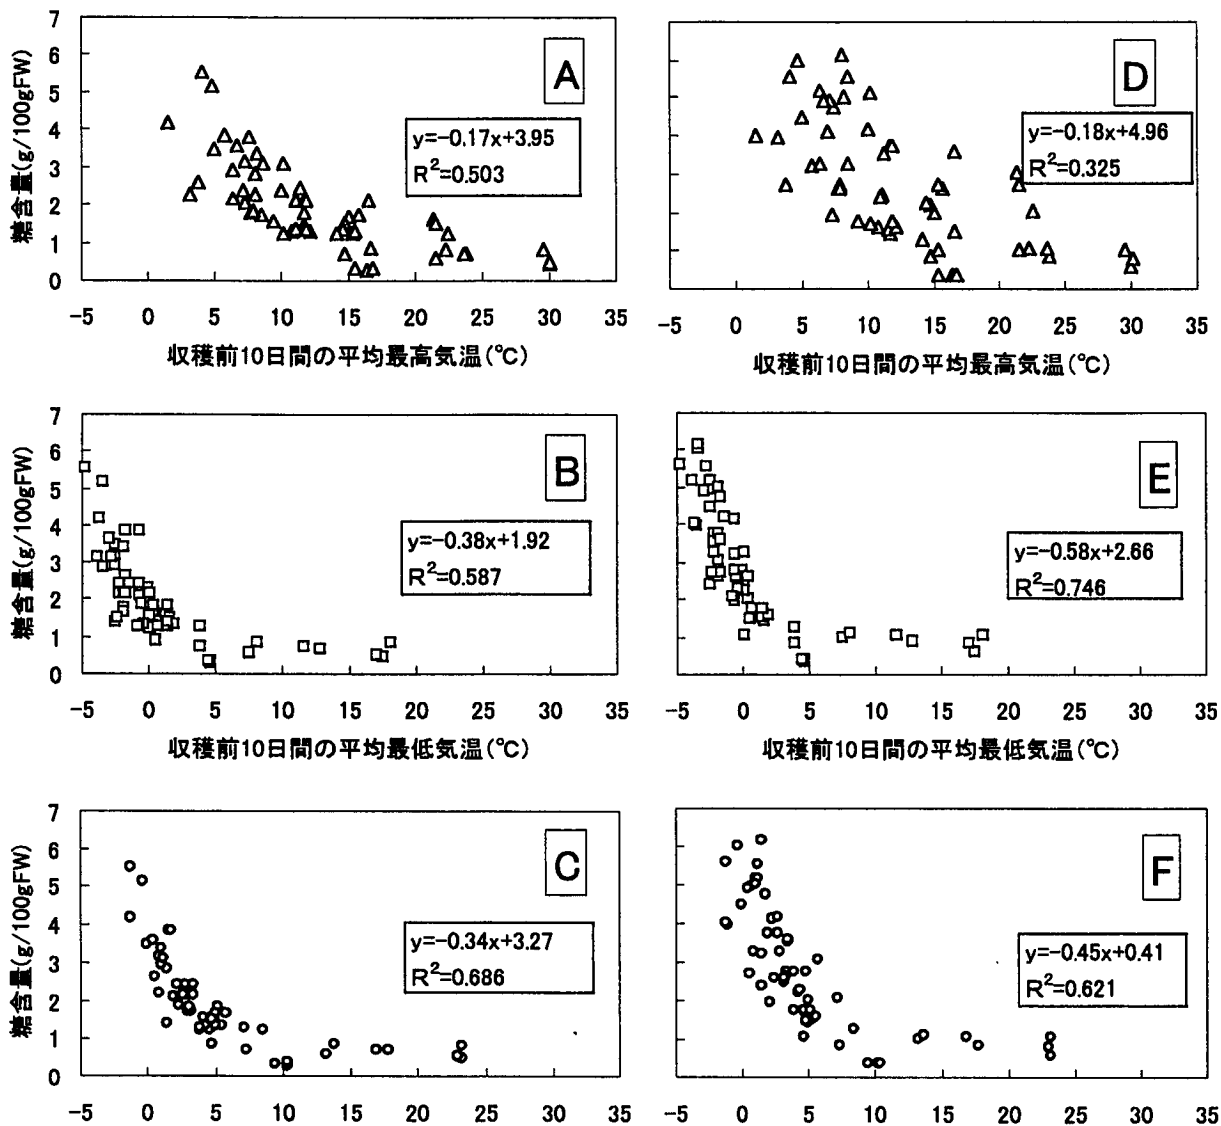 7
6
5
4
3
2
1
0
糖含量(g/100gFW)
A
y=-0.17x+3.95
R2=0.503
-5 0 5 10 15 20 25 30 35
収穫前10日間の平均最高気温(℃)
D
y=-0.18x+4.96
R2=0.325
-5 0 5 10 15 20 25 30 35
収穫前10日間の平均最高気温(℃)
7
6
5
4
3
2
1
0
糖含量(g/100gFW)
B
y=-0.38x+1.92
R2=0.587
-5 0 5 10 15 20 25 30 35
収穫前10日間の平均最低気温(℃)
E
y=-0.58x+2.66
R2=0.746
-5 0 5 10 15 20 25 30 35
収穫前10日間の平均最低気温(℃)
7
6
5
4
3
2
1
0
糖含量(g/100gFW)
C
y=-0.34x+3.27
R2=0.686
-5 0 5 10 15 20 25 30 35
F
y=-0.45x+0.41
R2=0.621
-5 0 5 10 15 20 25 30 35